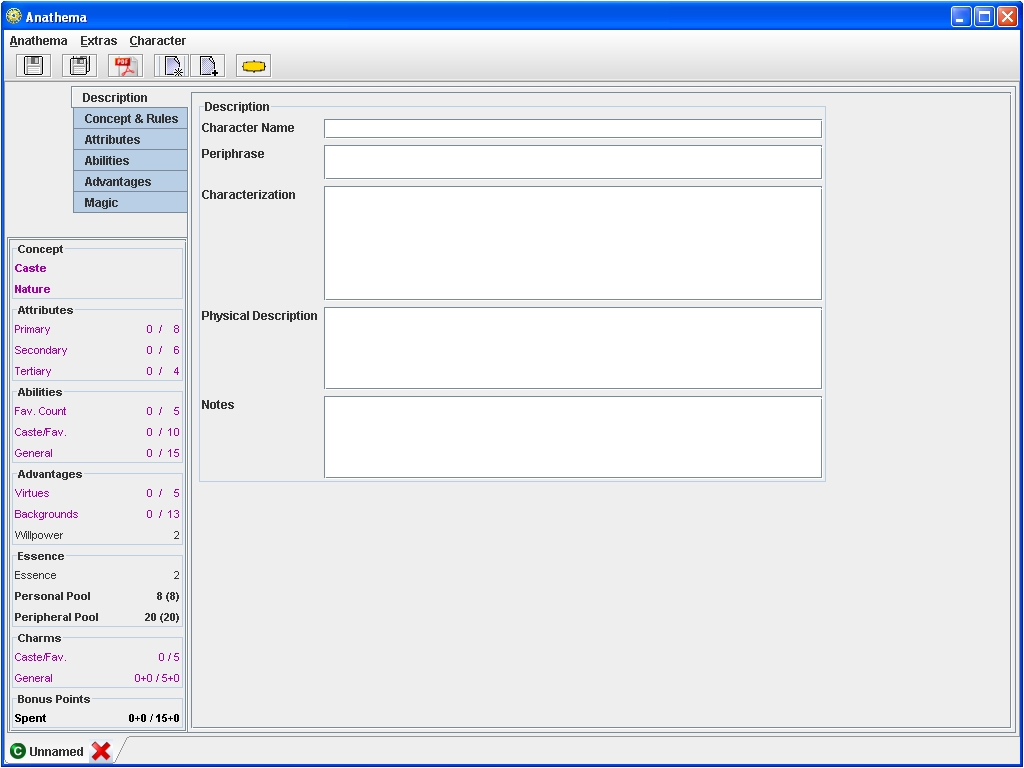 Anathema
Anathema Extras Character
PDF
Description
Concept & Rules
Attributes
Abilities
Advantages
Magic
Concept
Caste
Nature
Attributes
Primary 0 / 8
Secondary 0 / 6
Tertiary 0 / 4
Abilities
Fav. Count 0 / 5
Caste/Fav. 0 / 10
General 0 / 15
Advantages
Virtues 0 / 5
Backgrounds 0 / 13
Willpower 2
Essence
Essence 2
Personal Pool 8 (8)
Peripheral Pool 20 (20)
Charms
Caste/Fav. 0 / 5
General 0+0 / 5+0
Bonus Points
Spent 0+0 / 15+0
Description
Character Name
Periphrase
Characterization
Physical Description
Notes
C Unnamed